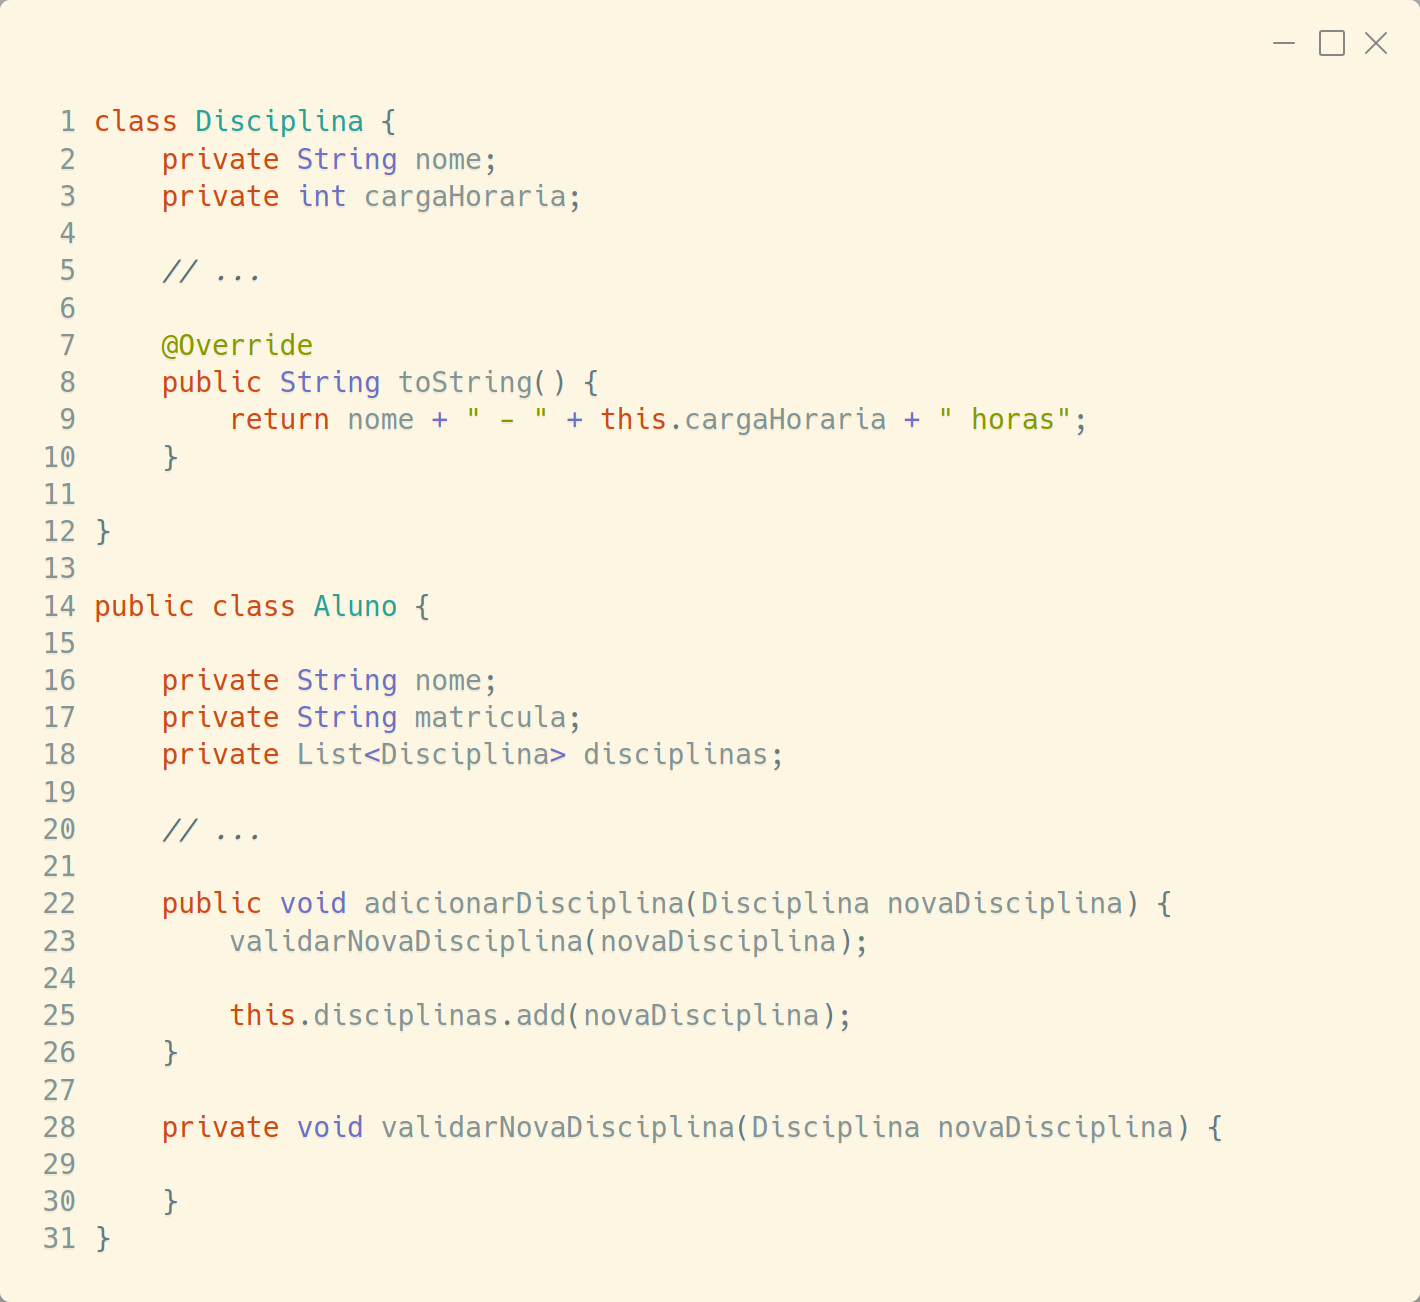 1 class Disciplina {
2     private String nome;
3     private int cargaHoraria;
4
5     // ...
6
7     @Override
8     public String toString() {
9         return nome + " - " + this.cargaHoraria + " horas";
10     }
11
12 }
13
14 public class Aluno {
15
16     private String nome;
17     private String matricula;
18     private List<Disciplina> disciplinas;
19
20     // ...
21
22     public void adicionarDisciplina(Disciplina novaDisciplina) {
23         validarNovaDisciplina(novaDisciplina);
24
25         this.disciplinas.add(novaDisciplina);
26     }
27
28     private void validarNovaDisciplina(Disciplina novaDisciplina) {
29
30     }
31 }